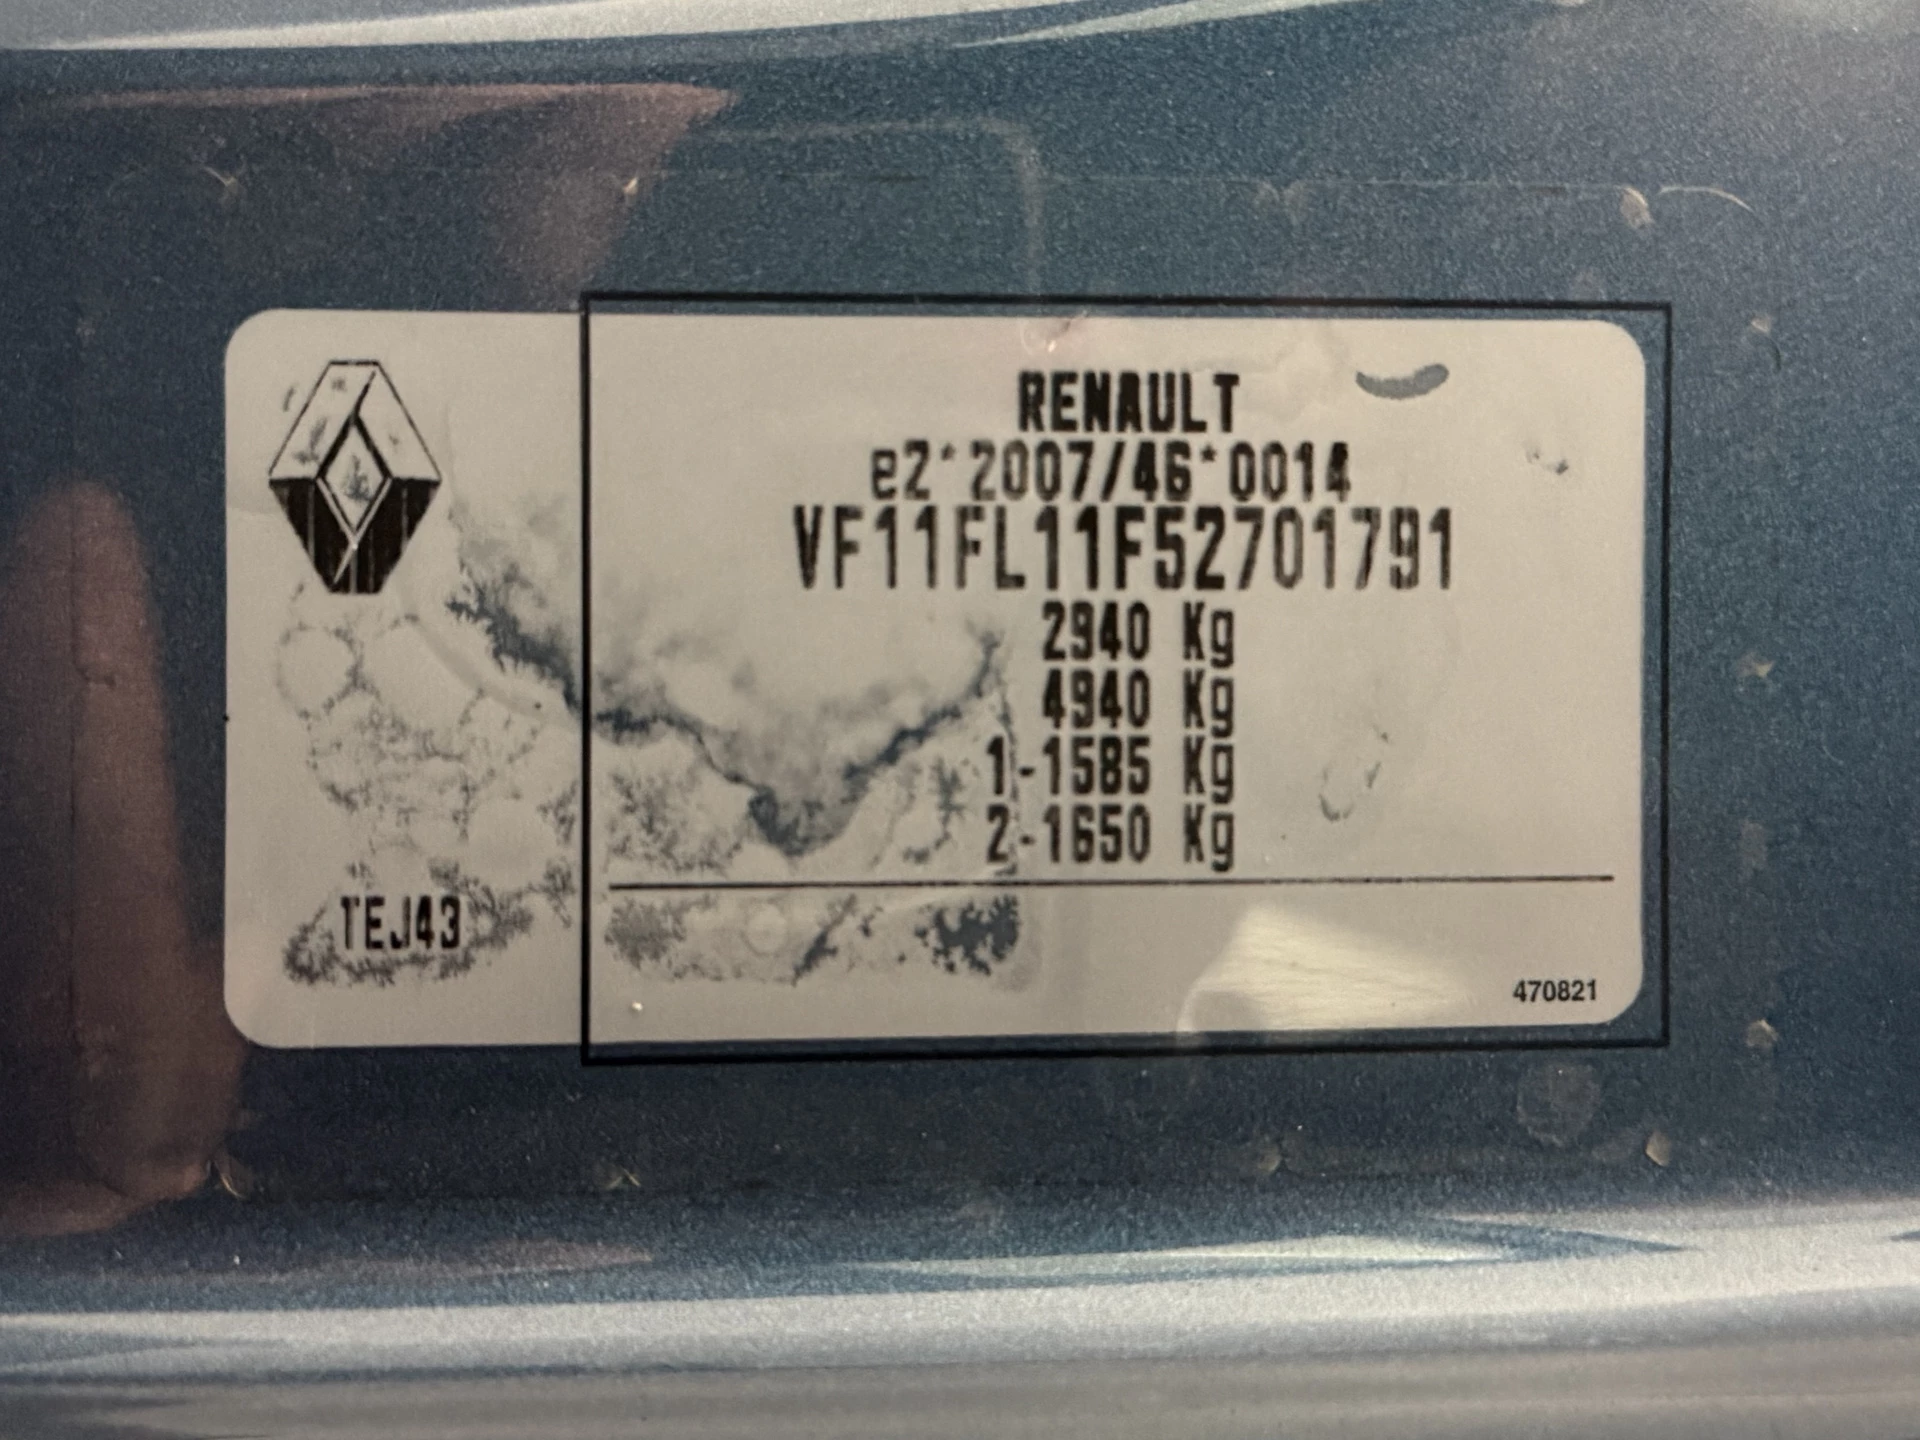 RENAULT
e2*2007/46*0014
VF11FL11F52701791
2940 Kg
4940 Kg
1-1585 Kg
2-1650 Kg
TEJ43
470821